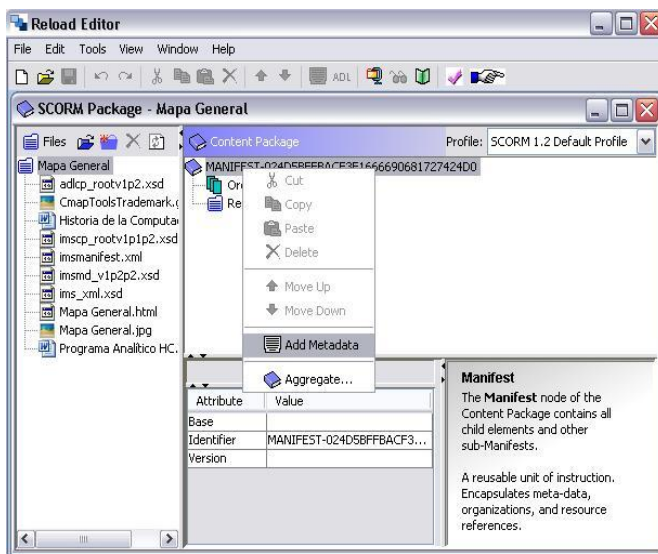 Reload Editor
File Edit Tools View Window Help
ADL
SCORM Package - Mapa General
Files
Content Package
Profile: SCORM 1.2 Default Profile
Mapa General
adlcp_rootv1p2.xsd
CmapToolsTrademark.
Historia de la Computa
imscp_rootv1p1p2.xsd
imsmanifest.xml
imsmd_v1p2p2.xsd
ims_xml.xsd
Mapa General.html
Mapa General.jpg
Programa Analítico HC.
Or
Re
Cut
Copy
Paste
Delete
Move Up
Move Down
Add Metadata
Aggregate...
Attribute Value
Base
Identifier MANIFEST-024D5BFFBACF3...
Version
Manifest
The Manifest node of the
Content Package contains all
child elements and other
sub-Manifests.
A reusable unit of instruction.
Encapsulates meta-data,
organizations, and resource
references.